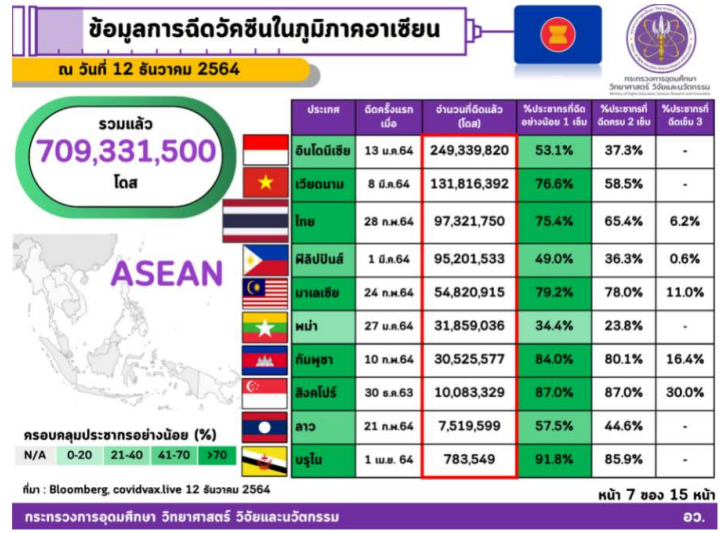 ข้อมูลการฉีดวัคซีนในภูมิภาคอาเซียน
ณ วันที่ 12 ธันวาคม 2564
กระทรวงการอุดมศึกษา
วิทยาศาสตร์ วิจัยและนวัตกรรม
Ministry of Higher Education, Science, Research and Innovation
รวมแล้ว
709,331,500
โดส
ASEAN
ประเทศ ฉีดครั้งแรกเมื่อ จำนวนที่ฉีดแล้ว (โดส) %ประชากรที่ฉีดอย่างน้อย 1 เข็ม %ประชากรที่ฉีดครบ 2 เข็ม %ประชากรที่ฉีดเข็ม 3
อินโดนีเซีย 13 ม.ค.64 249,339,820 53.1% 37.3% -
เวียดนาม 8 มี.ค.64 131,816,392 76.6% 58.5% -
ไทย 28 ก.พ.64 97,321,750 75.4% 65.4% 6.2%
ฟิลิปปินส์ 1 มี.ค.64 95,201,533 49.0% 36.3% 0.6%
มาเลเซีย 24 ก.พ.64 54,820,915 79.2% 78.0% 11.0%
พม่า 27 ม.ค.64 31,859,036 34.4% 23.8% -
กัมพูชา 10 ก.พ.64 30,525,577 84.0% 80.1% 16.4%
สิงคโปร์ 30 ธ.ค.63 10,083,329 87.0% 87.0% 30.0%
ลาว 21 ก.พ.64 7,519,599 57.5% 44.6% -
บรูไน 1 เม.ย. 64 783,549 91.8% 85.9% -
ครอบคลุมประชากรอย่างน้อย (%)
N/A 0-20 21-40 41-70 >70
ที่มา : Bloomberg, covidvax.live 12 ธันวาคม 2564
หน้า 7 ของ 15 หน้า
กระทรวงการอุดมศึกษา วิทยาศาสตร์ วิจัยและนวัตกรรม
อว.